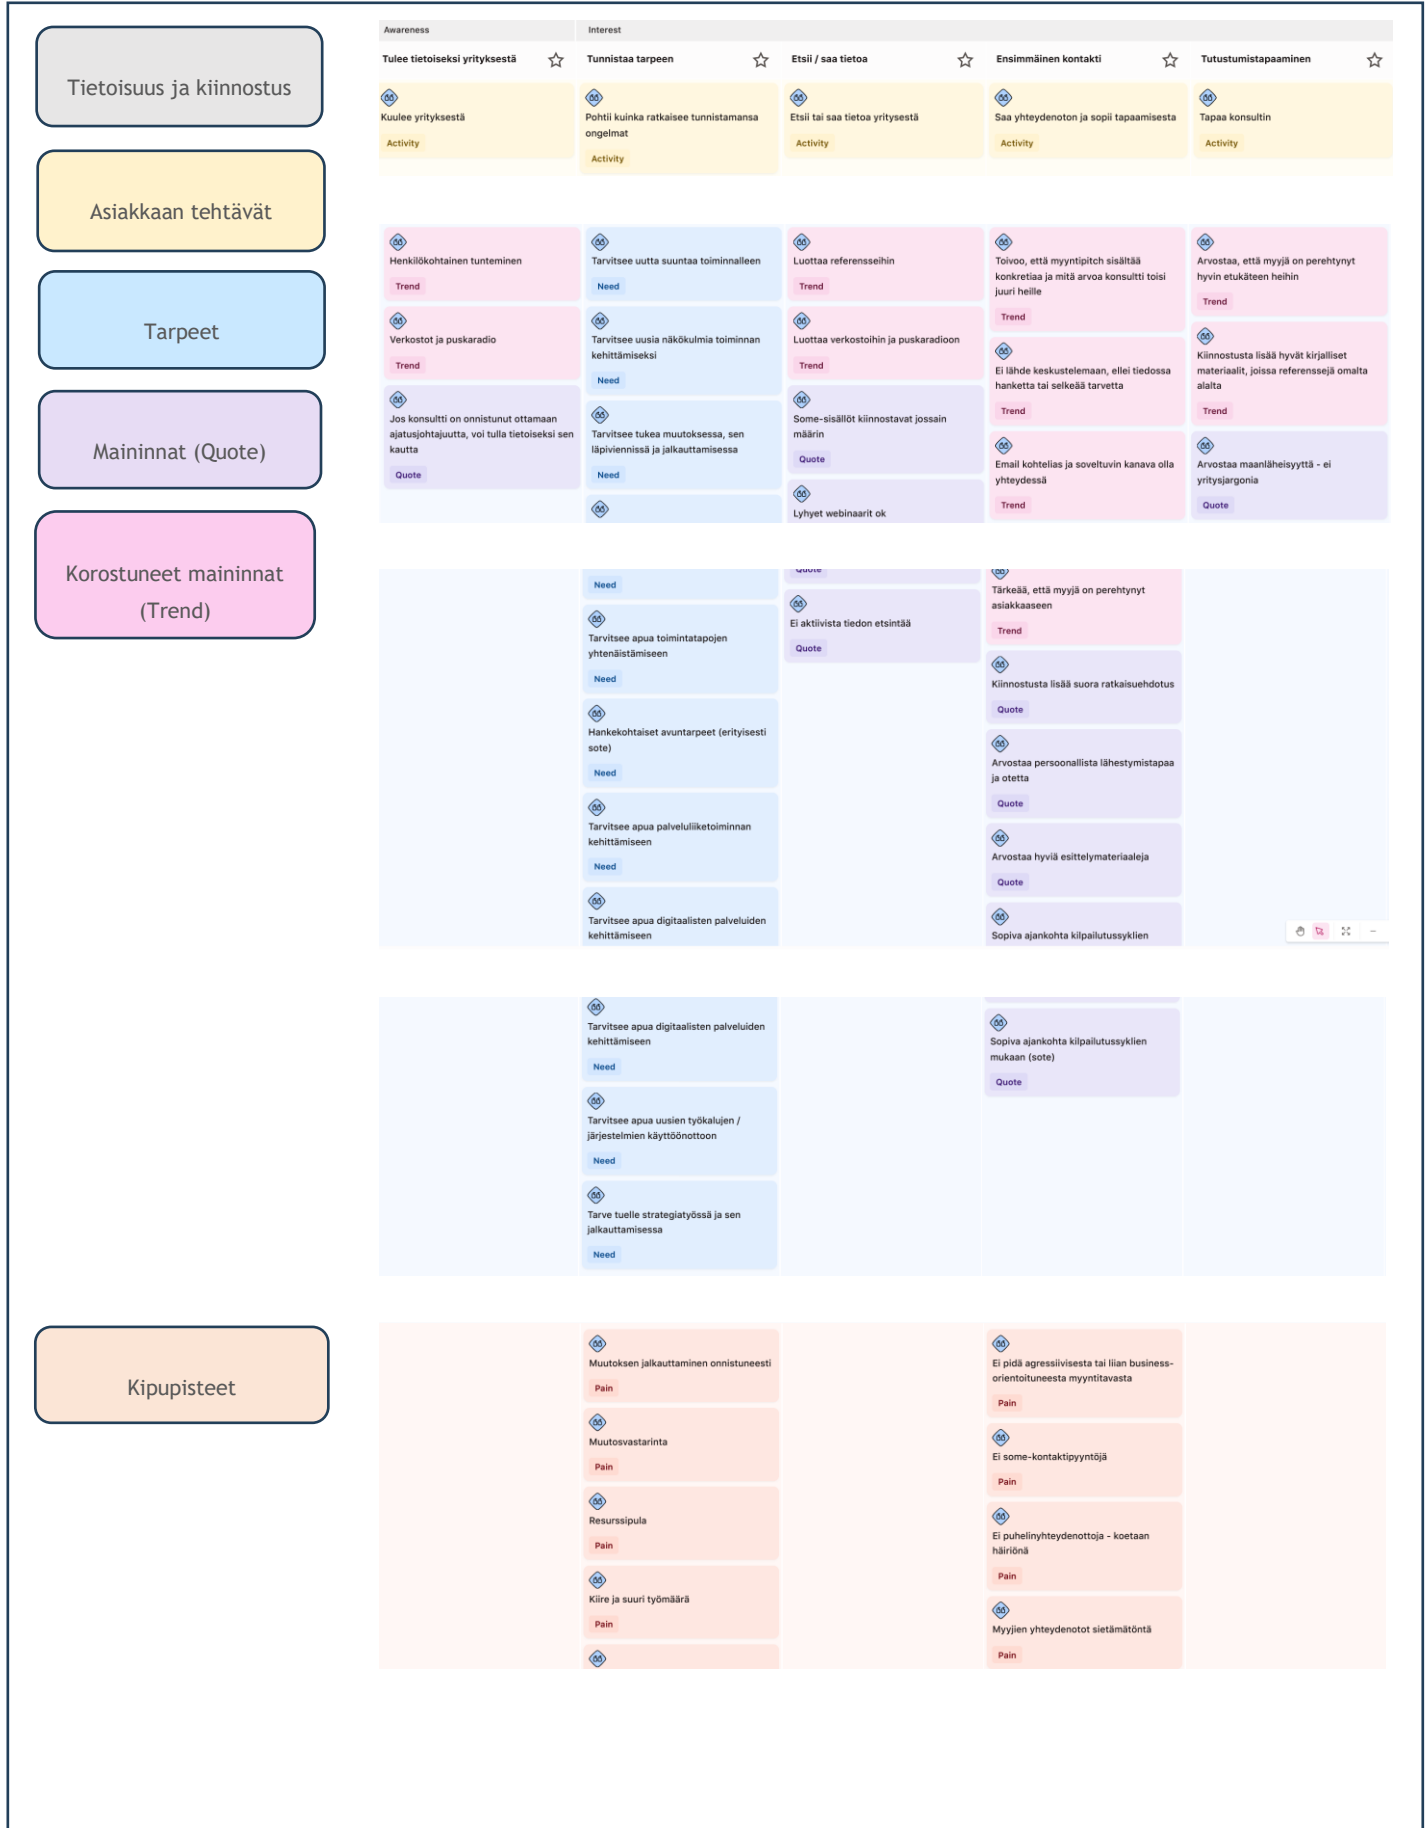 Tietoisuus ja kiinnostus
Asiakkaan tehtävät
Tarpeet
Maininnat (Quote)
Korostuneet maininnat
(Trend)
Awareness
Interest
Tulee tietoiseksi yrityksestä
Tunnistaa tarpeen
Etsii / saa tietoa
Ensimmäinen kontakti
Tutustumistapaaminen
Kuulee yrityksestä
Activity
Pohtii kuinka ratkaisee tunnistamansa
ongelmat
Activity
Etsii tai saa tietoa yritysestä
Activity
Saa yhteydenoton ja sopii tapaamisesta
Activity
Tapaa konsultin
Activity
Henkilökohtainen tunteminen
Trend
Verkostot ja puskaradio
Trend
Jos konsultti on onnistunut ottamaan
ajatusjohtajuutta, voi tulla tietoiseksi sen
kautta
Quote
Tarvitsee uutta suuntaa toiminnalleen
Need
Tarvitsee uusia näkökulmia toiminnan
kehittämiseksi
Need
Tarvitsee tukea muutoksessa, sen
läpiviennissä ja jalkauttamisessa
Need
Luottaa referensseihin
Trend
Luottaa verkostoihin ja puskaradioon
Trend
Some-sisällöt kiinnostavat jossain
määrin
Quote
Lyhyet webinaarit ok
Toivoo, että myyntipitch sisältää
konkretiaa ja mitä arvoa konsultti toisi
juuri heille
Trend
Ei lähde keskustelemaan, ellei tiedossa
hanketta tai selkeää tarvetta
Trend
Email kohtelias ja soveltuvin kanava olla
yhteydessä
Trend
Arvostaa, että myyjä on perehtynyt
hyvin etukäteen heihin
Trend
Kiinnostusta lisää hyvät kirjalliset
materiaalit, joissa referenssejä omalta
alalta
Trend
Arvostaa maanläheisyyttä - ei
yritysjargonia
Quote
Need
Tarvitsee apua toimintatapojen
yhtenäistämiseen
Need
Hankekohtaiset avuntarpeet (erityisesti
sote)
Need
Tarvitsee apua palveluliiketoiminnan
kehittämiseen
Need
Tarvitsee apua digitaalisten palveluiden
kehittämiseen
Quote
Ei aktiivista tiedon etsintää
Quote
Tärkeää, että myyjä on perehtynyt
asiakkaaseen
Trend
Kiinnostusta lisää suora ratkaisuehdotus
Quote
Arvostaa persoonallista lähestymistapaa
ja otetta
Quote
Arvostaa hyviä esittelymateriaaleja
Quote
Sopiva ajankohta kilpailutussyklien
Tarvitsee apua digitaalisten palveluiden
kehittämiseen
Need
Tarvitsee apua uusien työkalujen /
järjestelmien käyttöönottoon
Need
Tarve tuelle strategiatyössä ja sen
jalkauttamisessa
Need
Sopiva ajankohta kilpailutussyklien
mukaan (sote)
Quote
Kipupisteet
Muutoksen jalkauttaminen onnistuneesti
Pain
Muutosvastarinta
Pain
Resurssipula
Pain
Kiire ja suuri työmäärä
Pain
Ei pidä agressiivisesta tai liian business-
orientoituneesta myyntitavasta
Pain
Ei some-kontaktipyyntöjä
Pain
Ei puhelinyhteydenottoja - koetaan
häiriönä
Pain
Myyjien yhteydenotot sietämätöntä
Pain